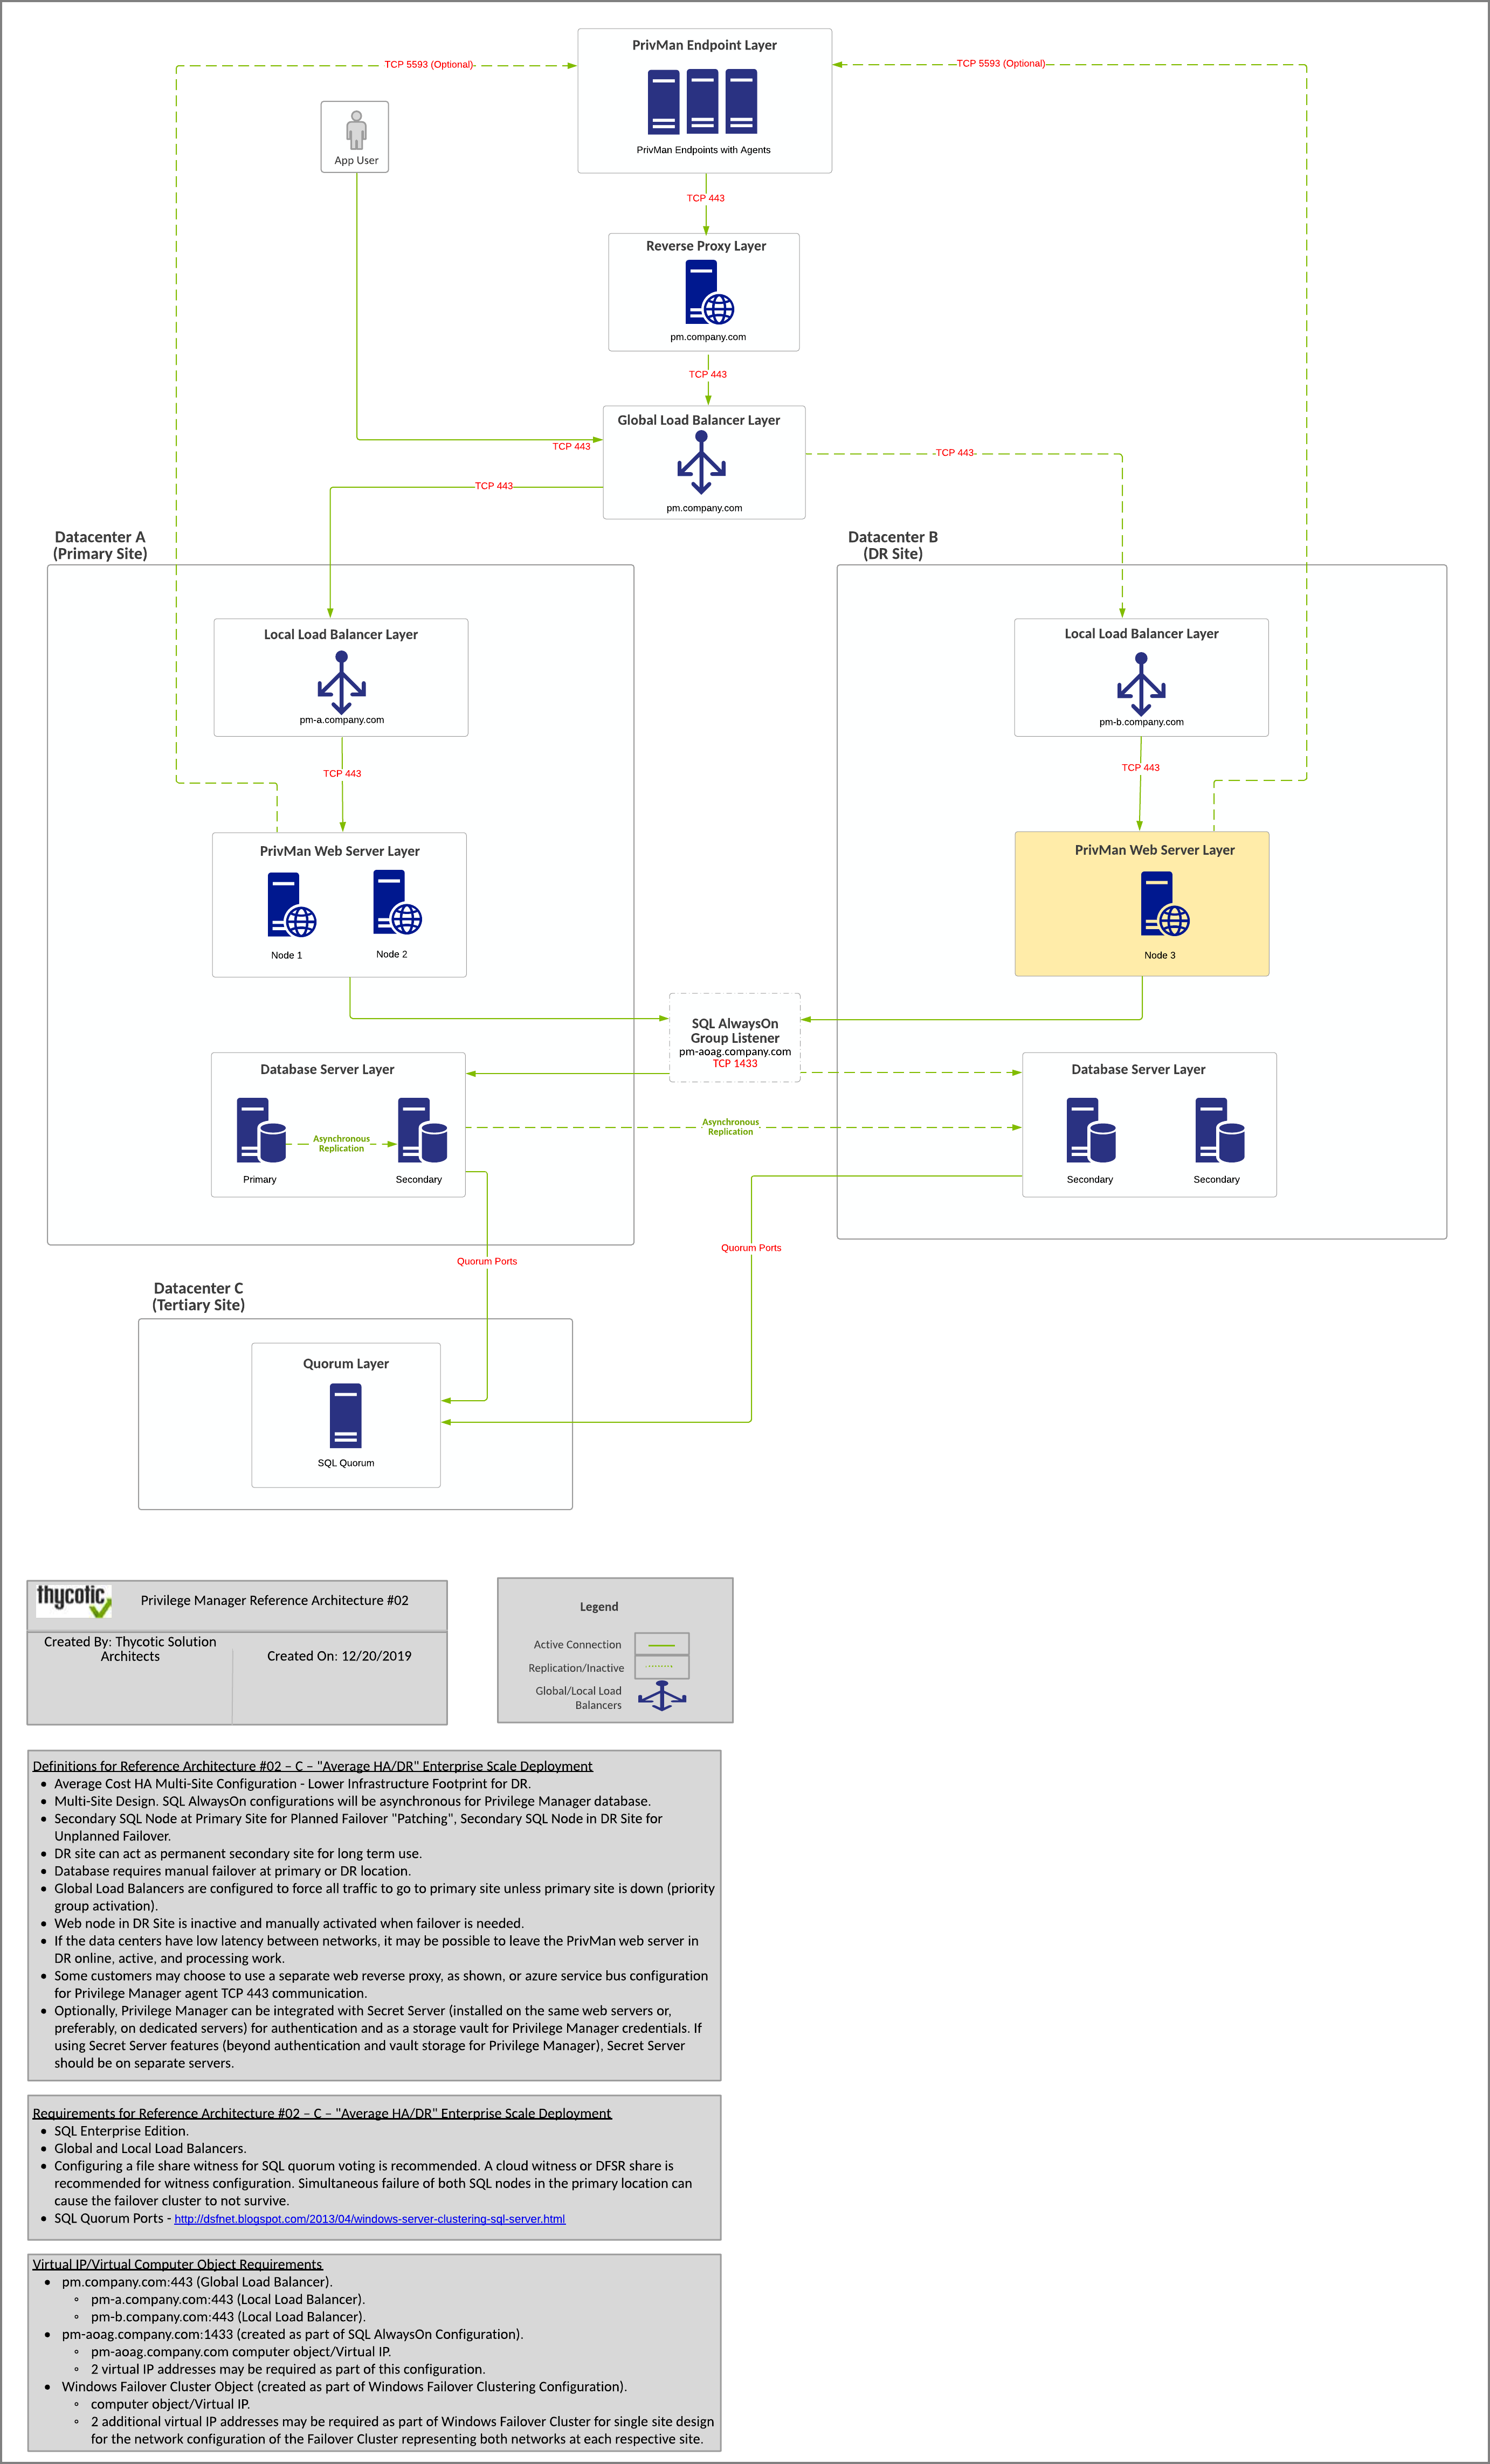 PrivMan Endpoint Layer
TCP 5593 (Optional)
TCP 5593 (Optional)
PrivMan Endpoints with Agents
App User
TCP 443
Reverse Proxy Layer
pm.company.com
TCP 443
Global Load Balancer Layer
TCP 443
TCP 443
TCP 443
pm.company.com
Datacenter A
(Primary Site)
Datacenter B
(DR Site)
Local Load Balancer Layer
pm-a.company.com
Local Load Balancer Layer
pm-b.company.com
TCP 443
TCP 443
PrivMan Web Server Layer
Node 1
Node 2
PrivMan Web Server Layer
Node 3
SQL AlwaysOn
Group Listener
pm-aoag.company.com
TCP 1433
Database Server Layer
Asynchronous
Replication
Primary
Secondary
Asynchronous
Replication
Database Server Layer
Secondary
Secondary
Quorum Ports
Quorum Ports
Datacenter C
(Tertiary Site)
Quorum Layer
SQL Quorum
thycotic
Privilege Manager Reference Architecture #02
Created By: Thycotic Solution
Architects
Created On: 12/20/2019
Legend
Active Connection
Replication/Inactive
Global/Local Load
Balancers
Definitions for Reference Architecture #02 – C – "Average HA/DR" Enterprise Scale Deployment
• Average Cost HA Multi-Site Configuration - Lower Infrastructure Footprint for DR.
• Multi-Site Design. SQL AlwaysOn configurations will be asynchronous for Privilege Manager database.
• Secondary SQL Node at Primary Site for Planned Failover "Patching", Secondary SQL Node in DR Site for
Unplanned Failover.
• DR site can act as permanent secondary site for long term use.
• Database requires manual failover at primary or DR location.
• Global Load Balancers are configured to force all traffic to go to primary site unless primary site is down (priority
group activation).
• Web node in DR Site is inactive and manually activated when failover is needed.
• If the data centers have low latency between networks, it may be possible to leave the PrivMan web server in
DR online, active, and processing work.
• Some customers may choose to use a separate web reverse proxy, as shown, or azure service bus configuration
for Privilege Manager agent TCP 443 communication.
• Optionally, Privilege Manager can be integrated with Secret Server (installed on the same web servers or,
preferably, on dedicated servers) for authentication and as a storage vault for Privilege Manager credentials. If
using Secret Server features (beyond authentication and vault storage for Privilege Manager), Secret Server
should be on separate servers.
Requirements for Reference Architecture #02 – C – "Average HA/DR" Enterprise Scale Deployment
• SQL Enterprise Edition.
• Global and Local Load Balancers.
• Configuring a file share witness for SQL quorum voting is recommended. A cloud witness or DFSR share is
recommended for witness configuration. Simultaneous failure of both SQL nodes in the primary location can
cause the failover cluster to not survive.
• SQL Quorum Ports - http://dsfnet.blogspot.com/2013/04/windows-server-clustering-sql-server.html
Virtual IP/Virtual Computer Object Requirements
• pm.company.com:443 (Global Load Balancer).
◦ pm-a.company.com:443 (Local Load Balancer).
◦ pm-b.company.com:443 (Local Load Balancer).
• pm-aoag.company.com:1433 (created as part of SQL AlwaysOn Configuration).
◦ pm-aoag.company.com computer object/Virtual IP.
◦ 2 virtual IP addresses may be required as part of this configuration.
• Windows Failover Cluster Object (created as part of Windows Failover Clustering Configuration).
◦ computer object/Virtual IP.
◦ 2 additional virtual IP addresses may be required as part of Windows Failover Cluster for single site design
for the network configuration of the Failover Cluster representing both networks at each respective site.